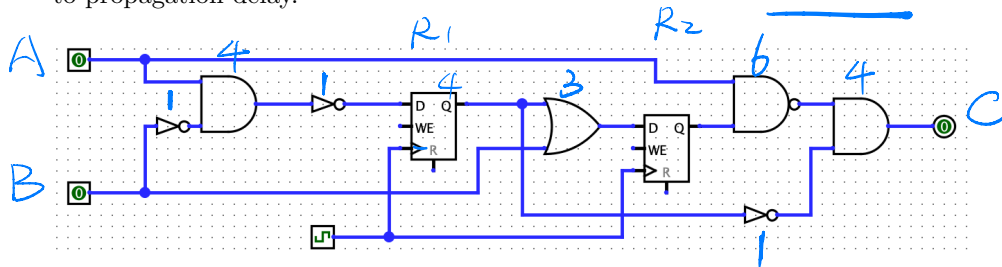 to propagation delay.
R1 R2
A 0 4 1 4 3 6 4
1 D Q
WE
R
D Q
WE
R
C 0
B 0
1